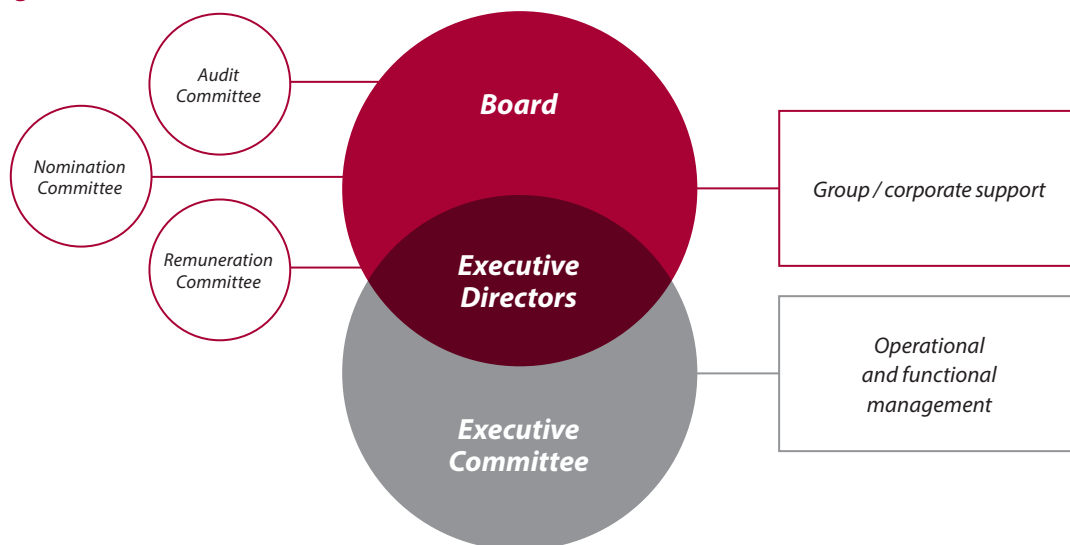 Audit
Committee
Board
Nomination
Committee
Group / corporate support
Remuneration
Committee
Executive
Directors
Operational
and functional
management
Executive
Committee